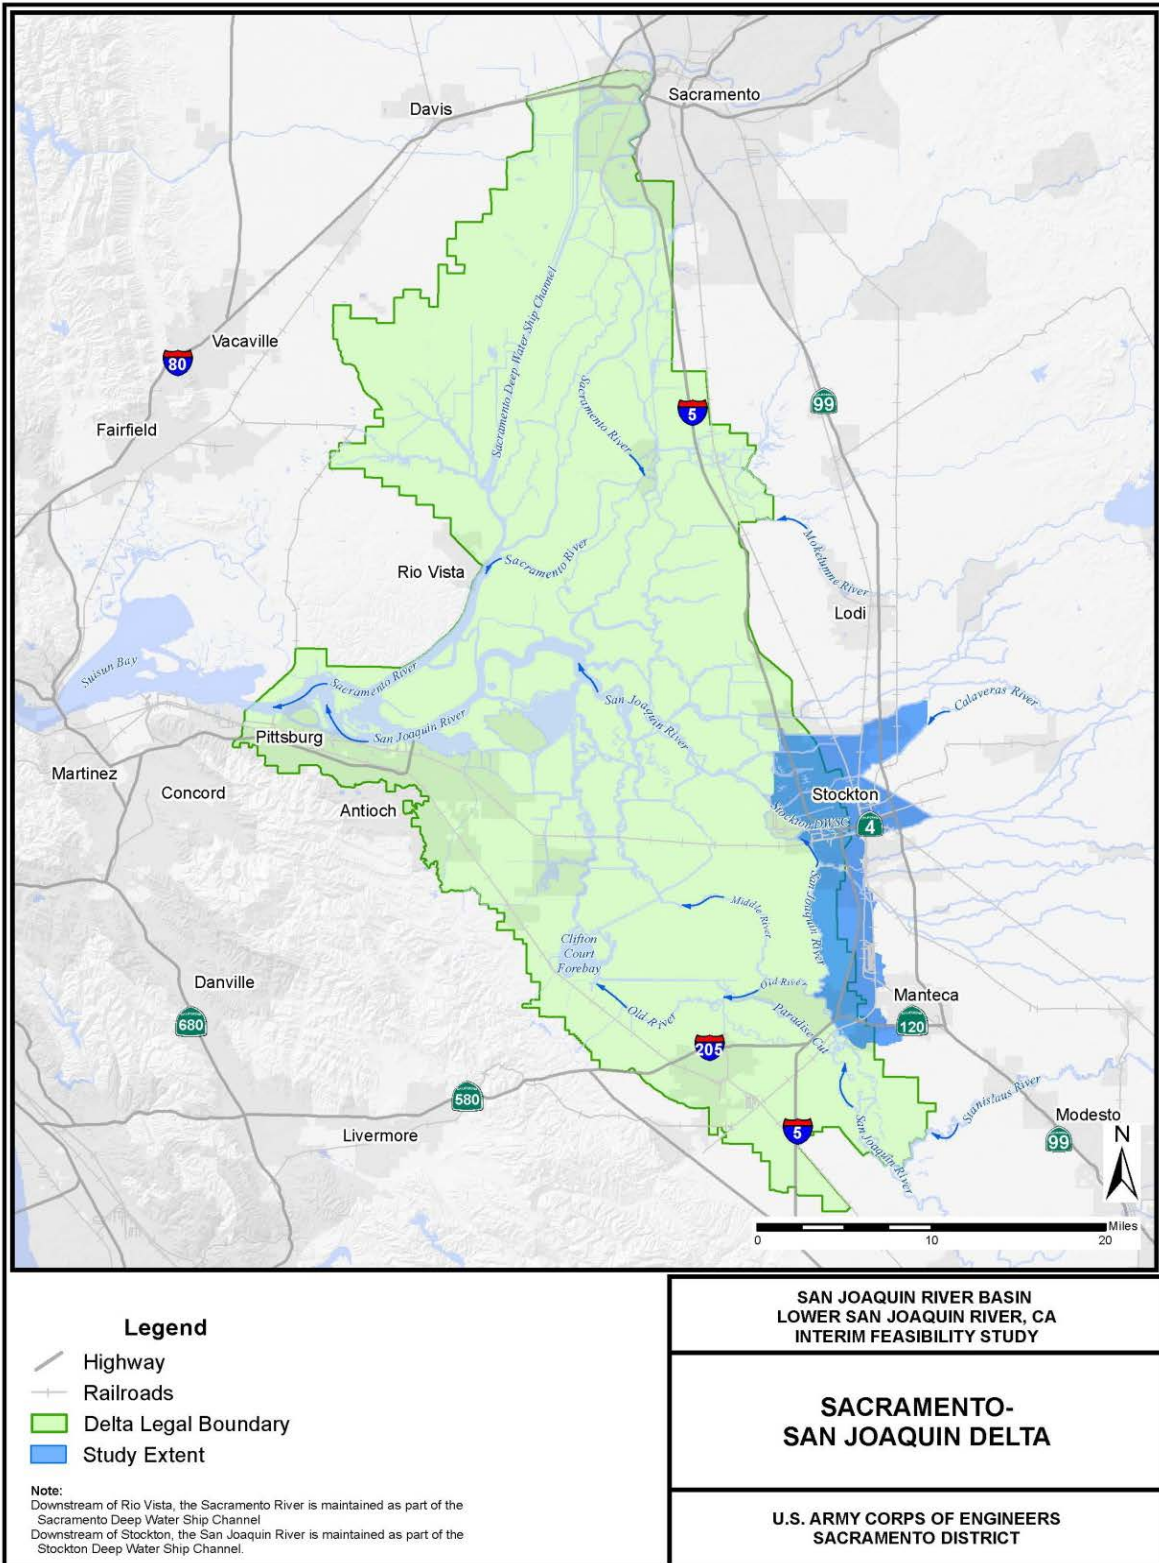 Davis
Sacramento
Sacramento Deep Water Ship Channel
Vacaville
80
Sacramento River
5
99
Fairfield
Mokelumne River
Sacramento River
Rio Vista
Lodi
Suisun Bay
Sacramento River
San Joaquin River
Calaveras River
San Joaquin River
Pittsburg
Martinez
Concord
Antioch
Stockton
Stockton DWSC
4
San Joaquin River
Middle River
Clifton
Court
Forebay
Danville
Old River
Manteca
Old River
Paradise Cut
680
120
205
580
Stanislaus River
Livermore
5
San Joaquin River
Modesto
99
N
Miles
0
10
20
Legend
Highway
Railroads
Delta Legal Boundary
Study Extent
Note:
Downstream of Rio Vista, the Sacramento River is maintained as part of the
Sacramento Deep Water Ship Channel
Downstream of Stockton, the San Joaquin River is maintained as part of the
Stockton Deep Water Ship Channel.
SAN JOAQUIN RIVER BASIN
LOWER SAN JOAQUIN RIVER, CA
INTERIM FEASIBILITY STUDY
SACRAMENTO-
SAN JOAQUIN DELTA
U.S. ARMY CORPS OF ENGINEERS
SACRAMENTO DISTRICT